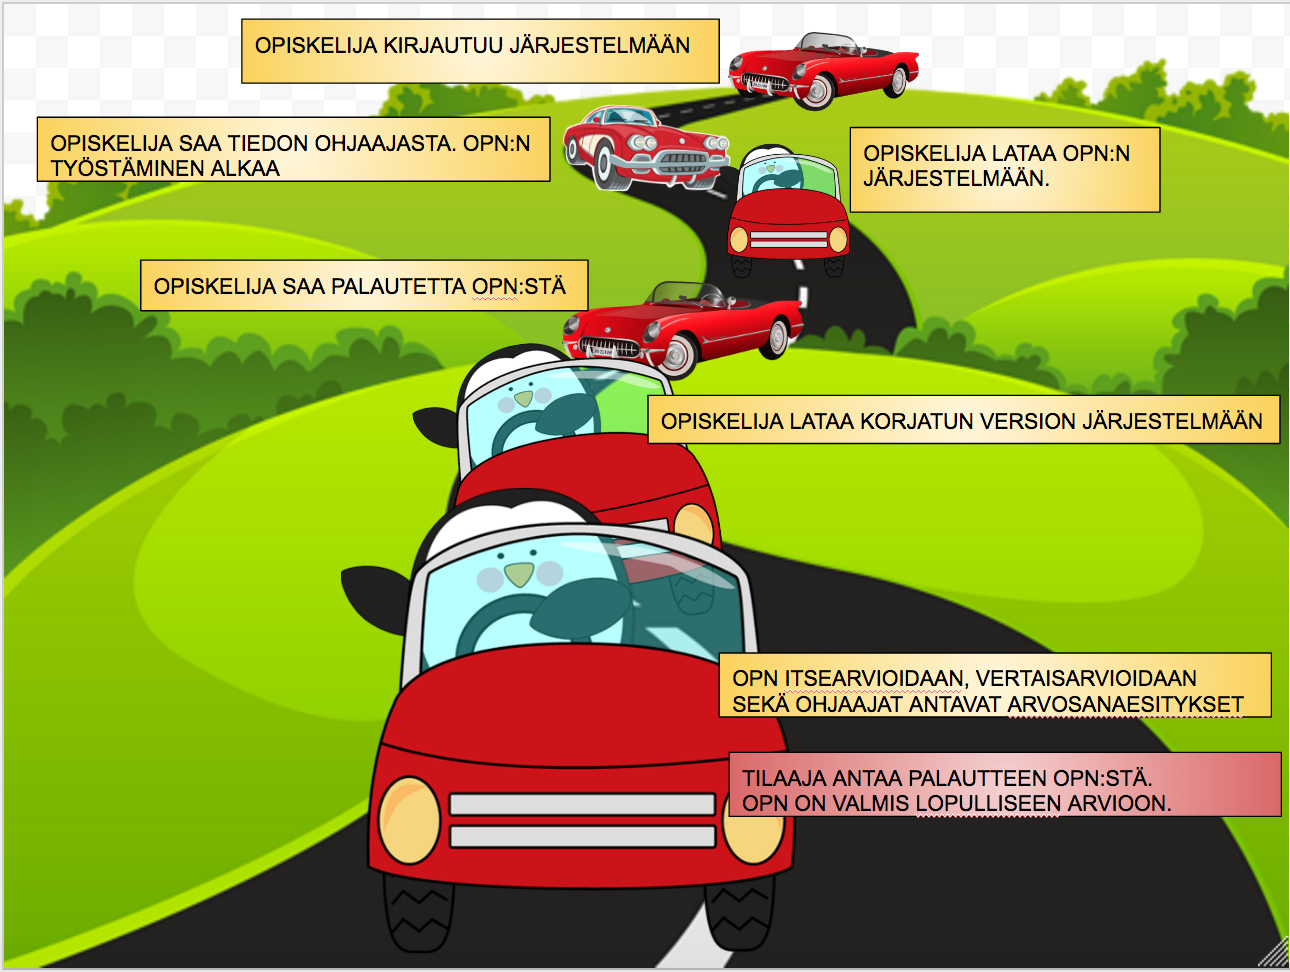 OPISKELIJA KIRJAUTUU JÄRJESTELMÄÄN
OPISKELIJA SAA TIEDON OHJAAJASTA. OPN:N
TYÖSTÄMINEN ALKAA
OPISKELIJA LATAA OPN:N
JÄRJESTELMÄÄN.
OPISKELIJA SAA PALAUTETTA OPN:STÄ
OPISKELIJA LATAA KORJATUN VERSION JÄRJESTELMÄÄN
OPN ITSEARVIOIDAAN, VERTAISARVIOIDAAN
SEKÄ OHJAAJAT ANTAVAT ARVOSANAESITYKSET
TILAAJA ANTAA PALAUTTEEN OPN:STÄ.
OPN ON VALMIS LOPULLISEEN ARVIOON.